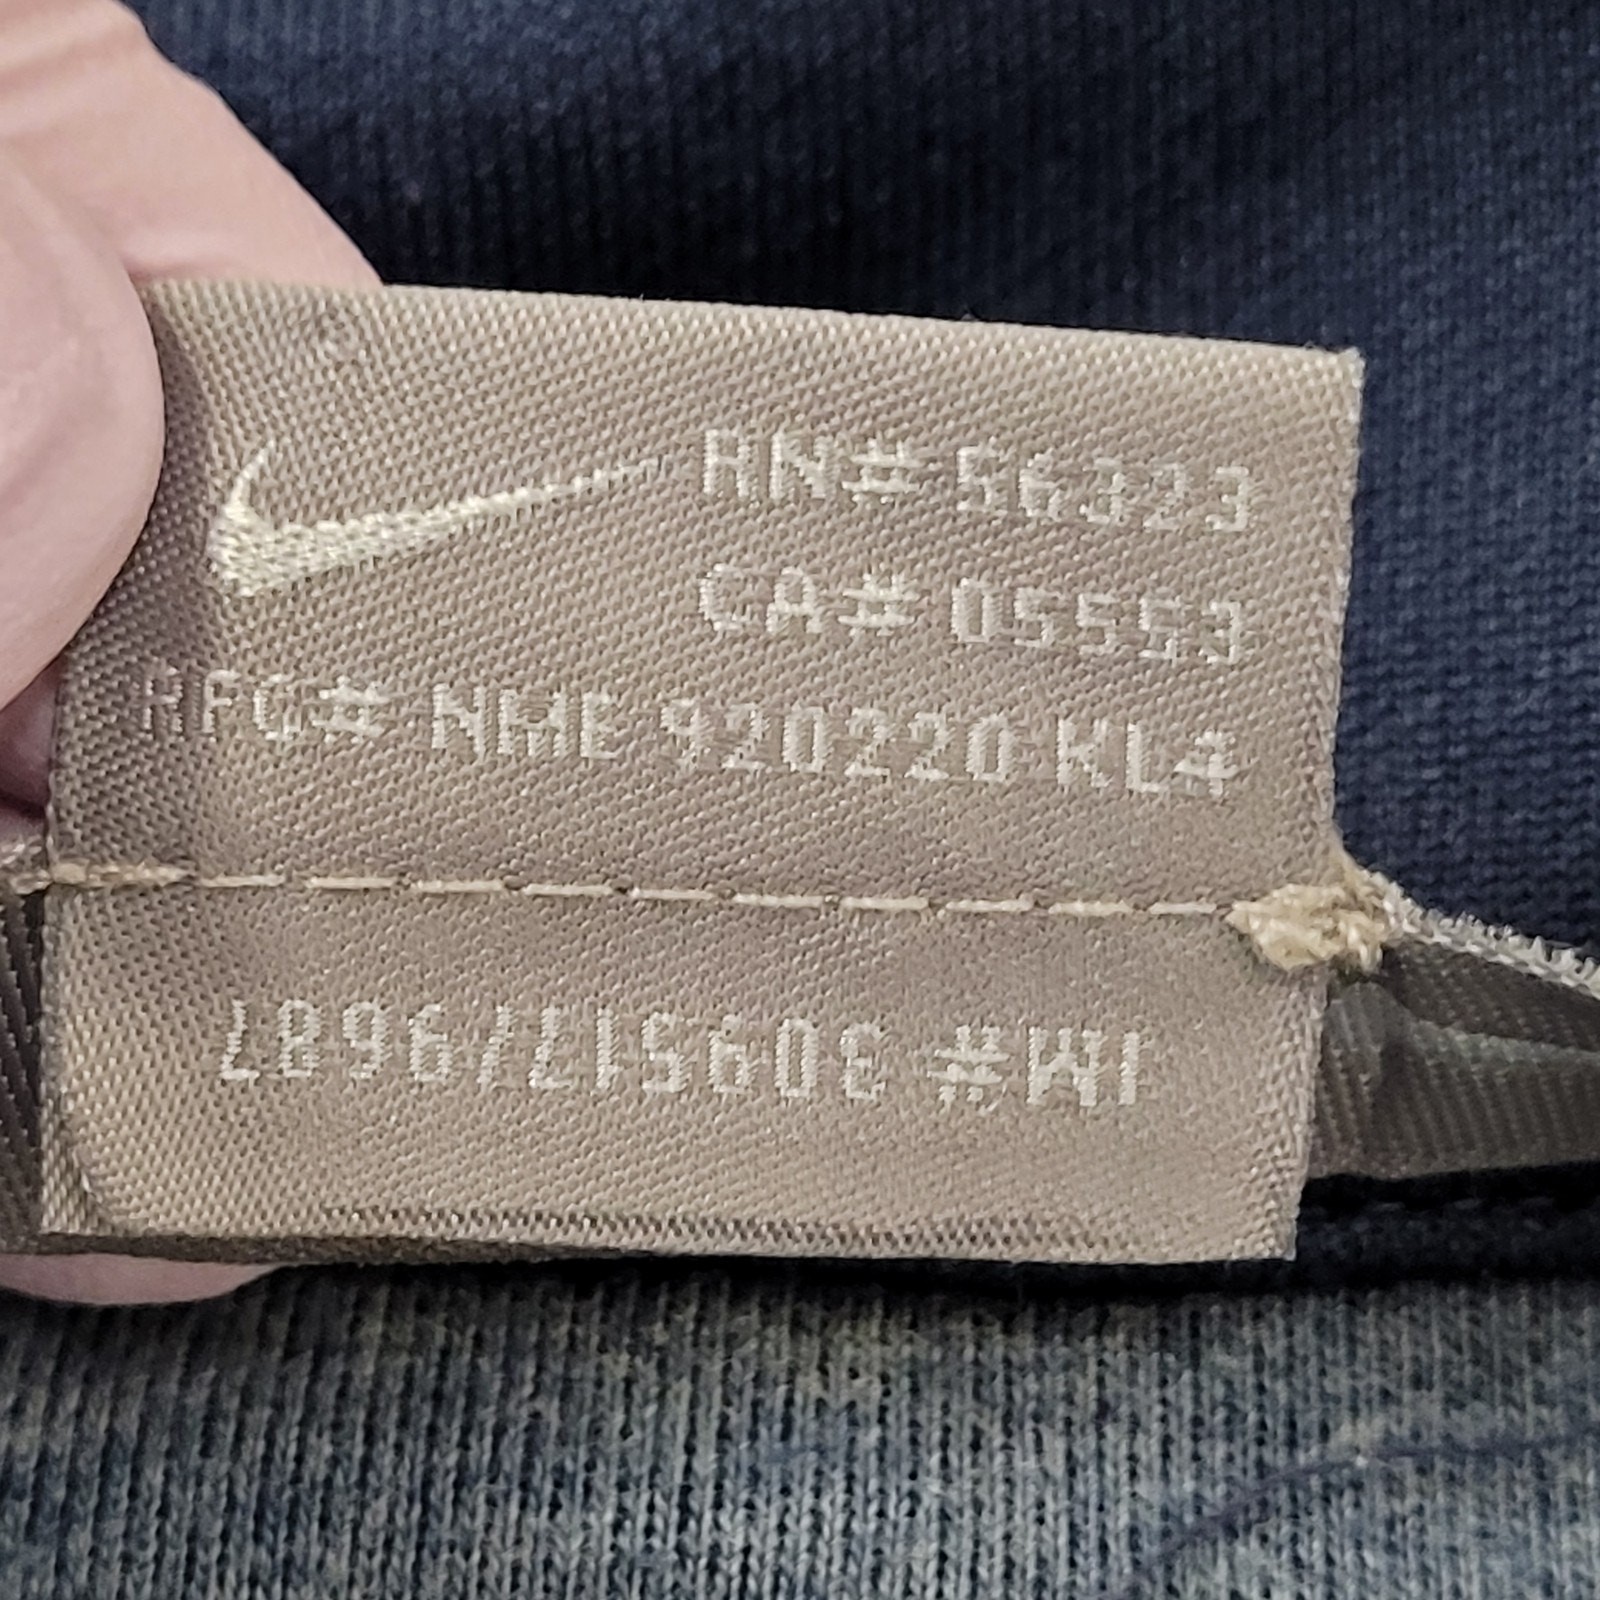 RN# 56323
CA# 05553
RFC# NME 920220 KL4
IM# 309517/9687